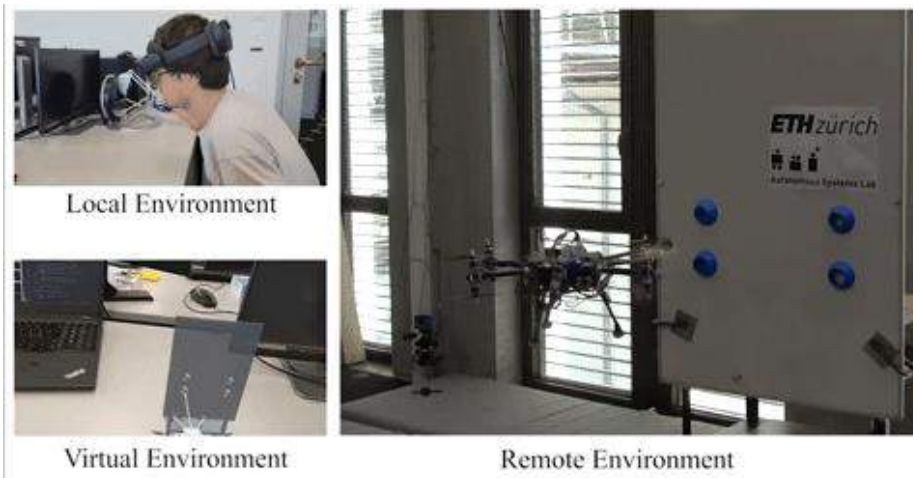 Local Environment
ETH zürich
Autonomous Systems Lab
Virtual Environment
Remote Environment